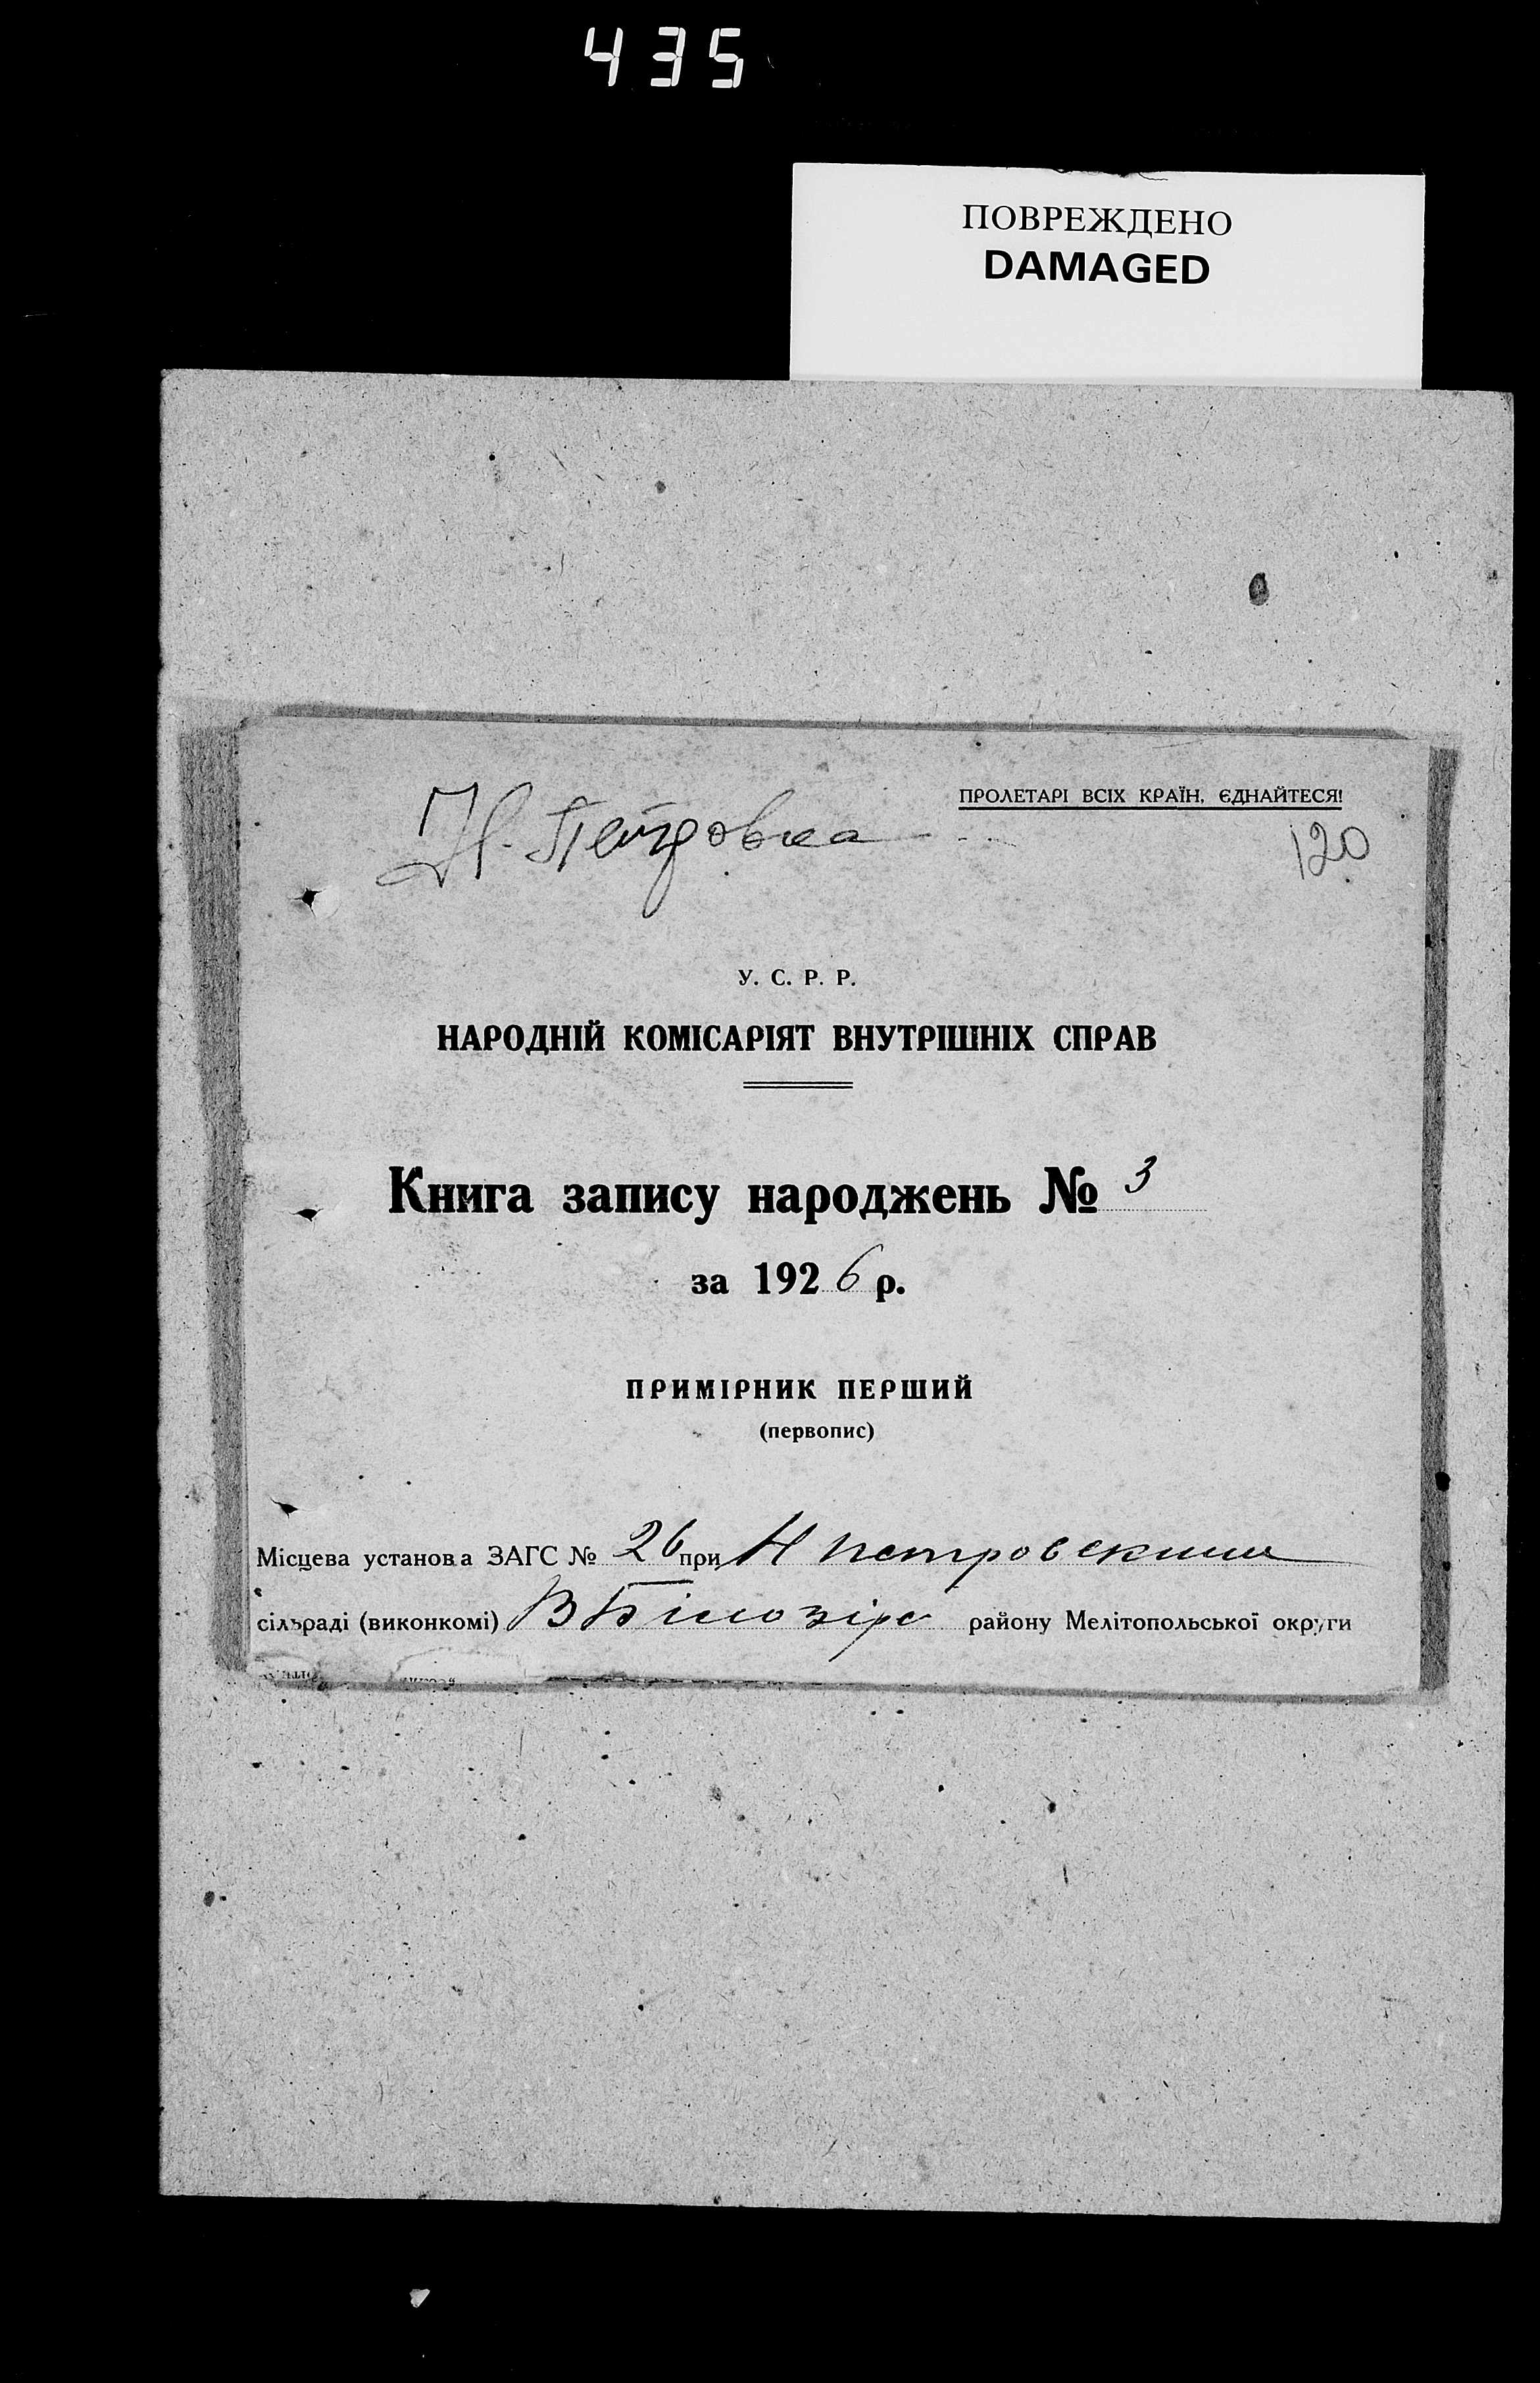 435
ПОВРЕЖДЕНО
DAMAGED
ПРОЛЕТАРІ ВСІХ КРАЇН, ЄДНАЙТЕСЯ!
Н. Петровка
120
У. С. Р. Р.
НАРОДНІЙ КОМІСАРІЯТ ВНУТРІШНІХ СПРАВ
Книга запису народжень № 3
за 1926 р.
ПРИМІРНИК ПЕРШИЙ
(первопис)
Місцева установа ЗАГС № 26 при Н петровскиш
сільраді (виконкомі) В Білозірс району Мелітопольської округи